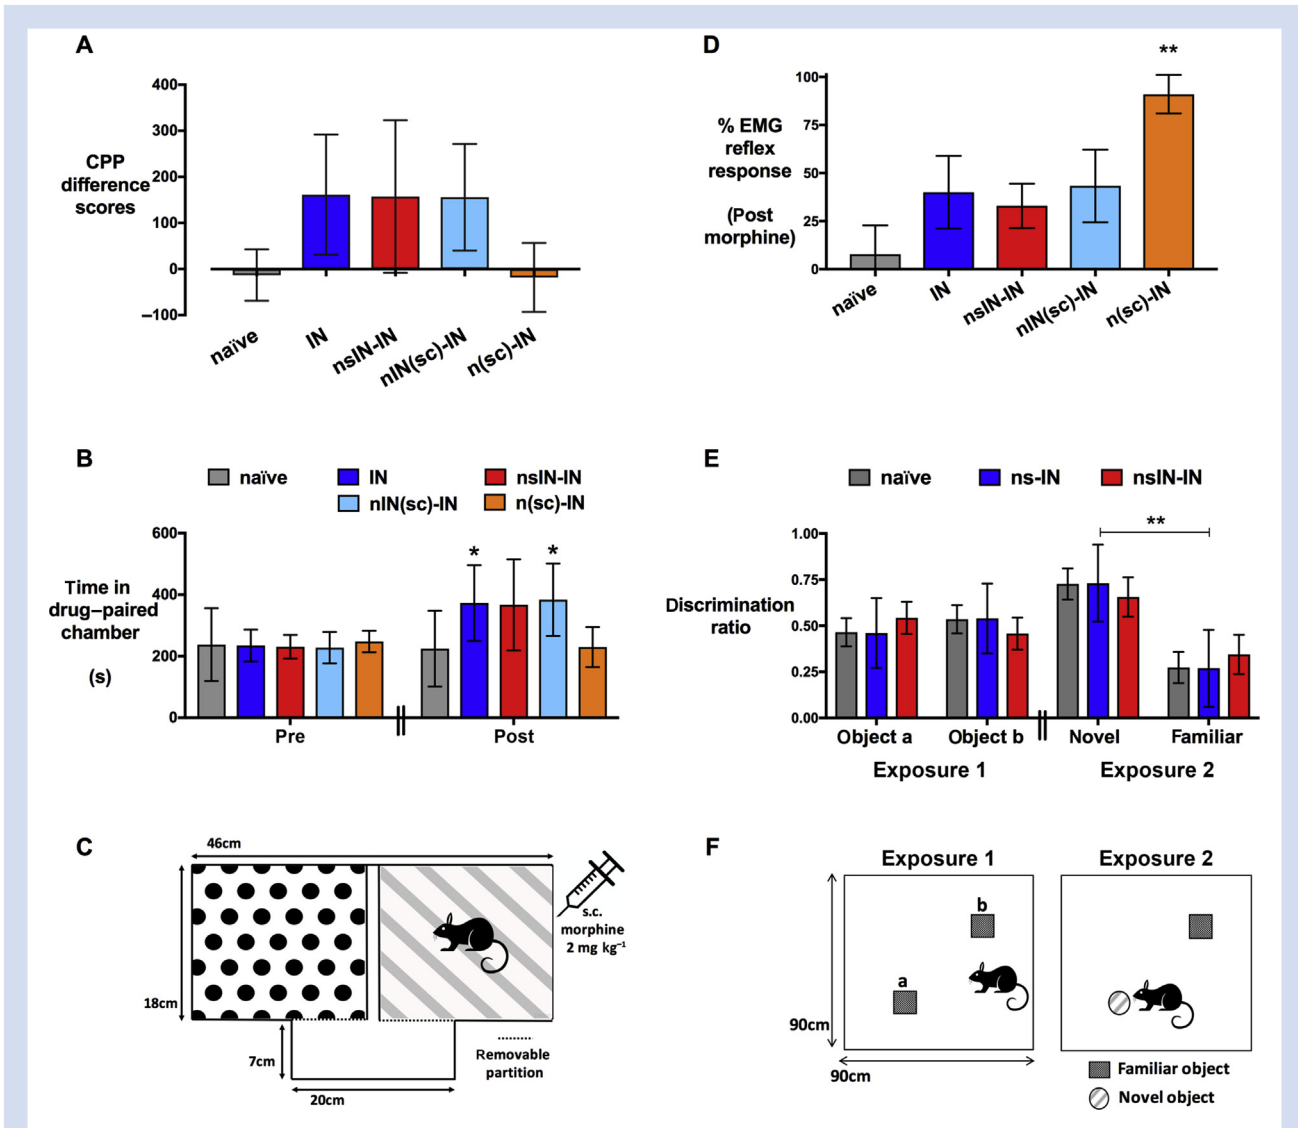 A
400
300
200
100
0
–100
CPP
difference
scores
naïve
IN
nsIN-IN
nIN(sc)-IN
n(sc)-IN
D
**
100
75
50
25
0
% EMG
reflex
response
(Post
morphine)
naïve
IN
nsIN-IN
nIN(sc)-IN
n(sc)-IN
B
naïve
IN
nsIN-IN
nIN(sc)-IN
n(sc)-IN
600
400
200
0
Time in
drug–paired
chamber
(s)
*
*
Pre
Post
E
naïve
ns-IN
nsIN-IN
**
1.00
0.75
0.50
0.25
0.00
Discrimination
ratio
Object a
Object b
Novel
Familiar
Exposure 1
Exposure 2
C
46cm
18cm
s.c.
morphine
2 mg kg⁻¹
7cm
20cm
Removable
partition
F
Exposure 1
Exposure 2
b
a
90cm
90cm
Familiar object
Novel object